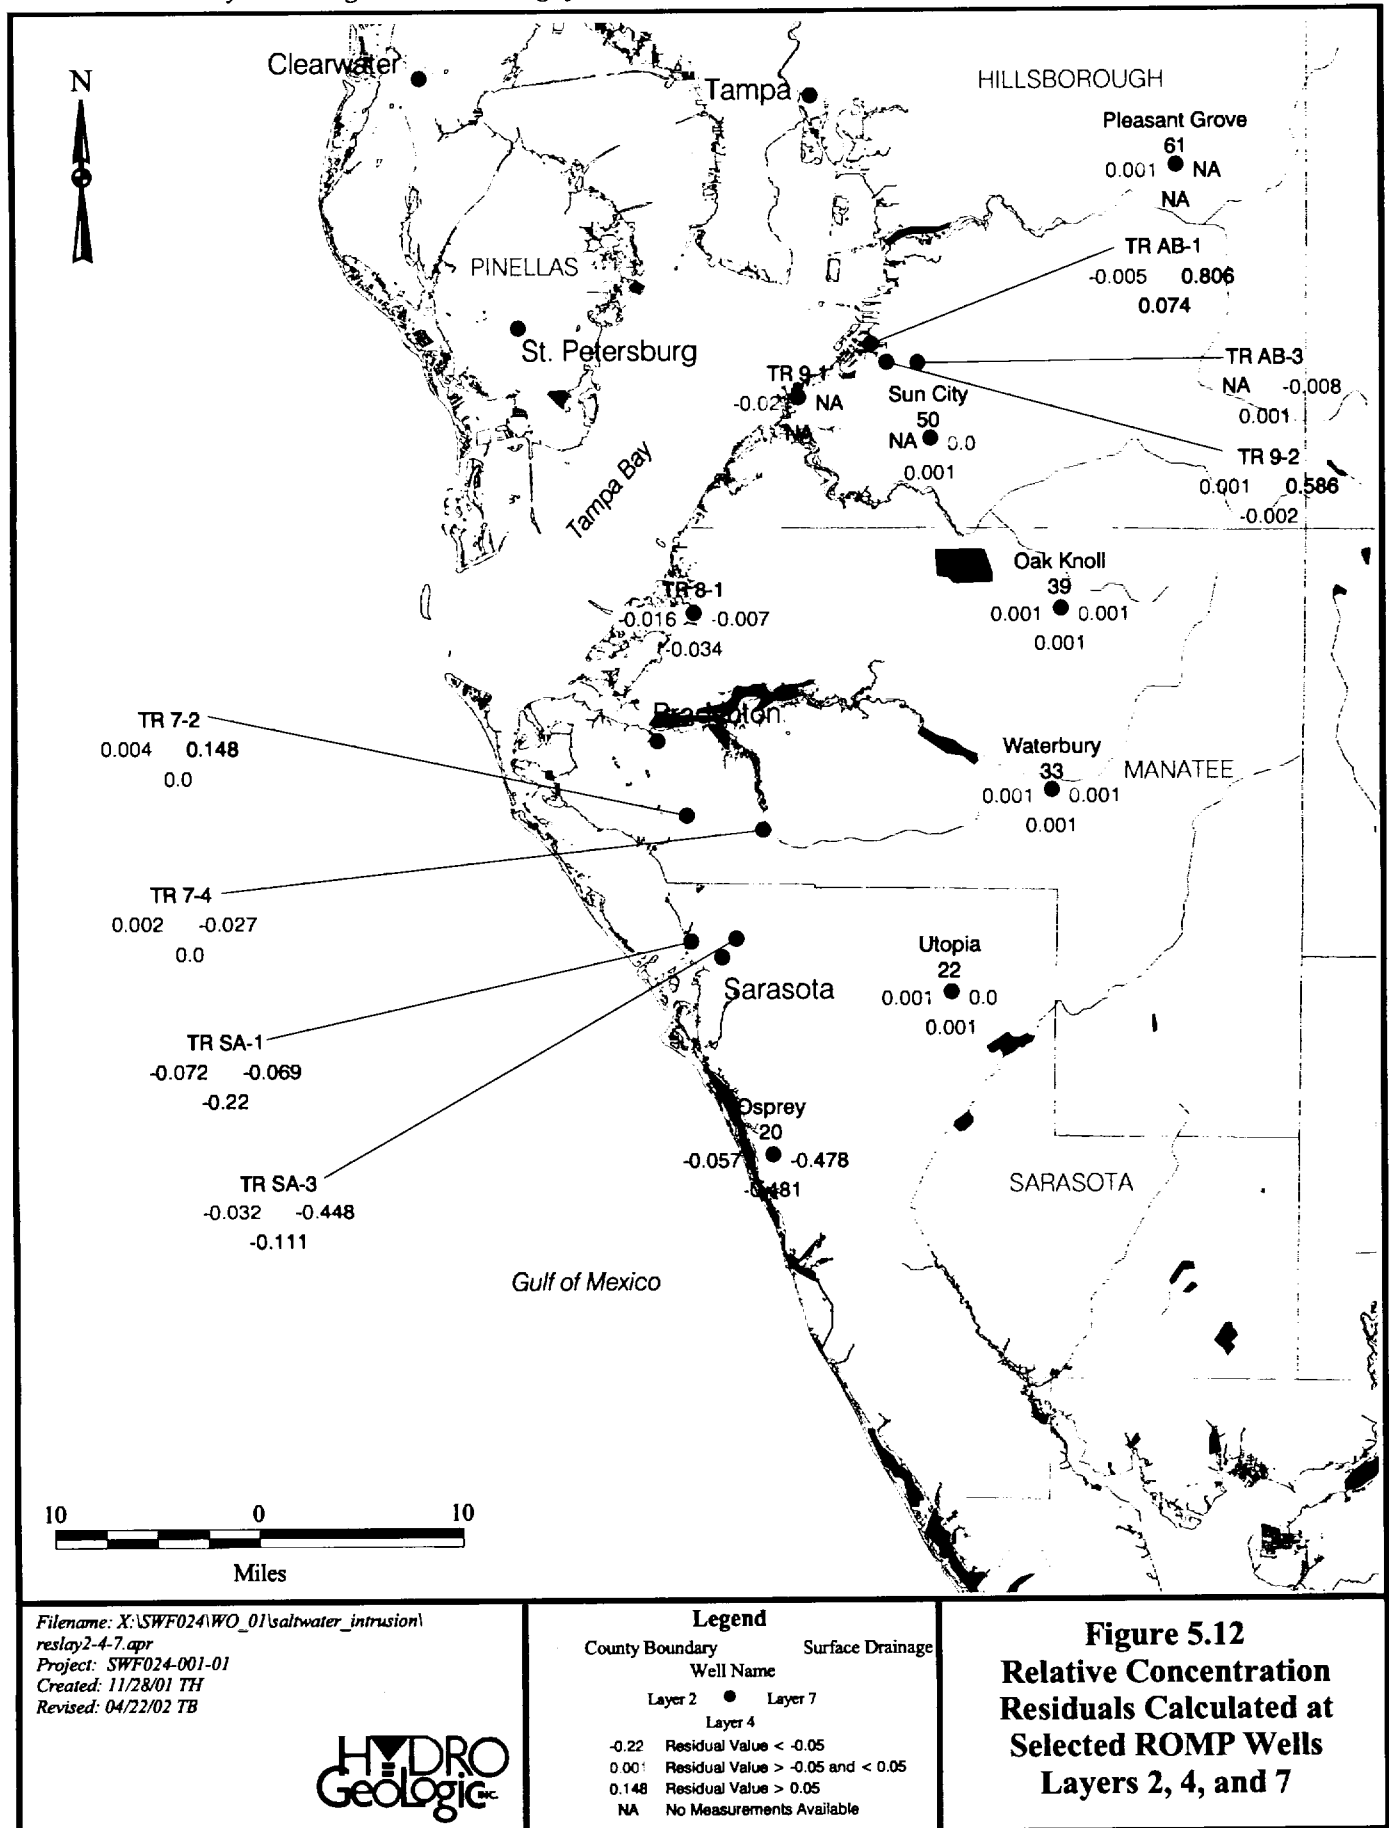 Clearwater
N
Tampa
HILLSBOROUGH
Pleasant Grove
61
0.001 NA
NA
TR AB-1
-0.005 0.806
0.074
PINELLAS
St. Petersburg
TR AB-3
NA -0.008
0.001
TR 9-1
-0.02 NA
NA
Sun City
50
NA 0.0
0.001
TR 9-2
0.001 0.586
-0.002
Tampa Bay
Oak Knoll
39
0.001 0.001
0.001
TR 8-1
-0.016 -0.007
-0.034
Bradenton
TR 7-2
0.004 0.148
0.0
Waterbury
33
0.001 0.001
0.001
MANATEE
TR 7-4
0.002 -0.027
0.0
Utopia
22
0.001 0.0
0.001
Sarasota
TR SA-1
-0.072 -0.069
-0.22
Osprey
20
-0.057 -0.478
-0.481
TR SA-3
-0.032 -0.448
-0.111
SARASOTA
Gulf of Mexico
10 0 10
Miles
Filename: X:\SWF024\WO_01\saltwater_intrusion\
reslay2-4-7.apr
Project: SWF024-001-01
Created: 11/28/01 TH
Revised: 04/22/02 TB
HYDRO
GeoLogic INC.
Legend
County Boundary Surface Drainage
Well Name
Layer 2 Layer 7
Layer 4
-0.22 Residual Value < -0.05
0.001 Residual Value > -0.05 and < 0.05
0.148 Residual Value > 0.05
NA No Measurements Available
Figure 5.12
Relative Concentration
Residuals Calculated at
Selected ROMP Wells
Layers 2, 4, and 7